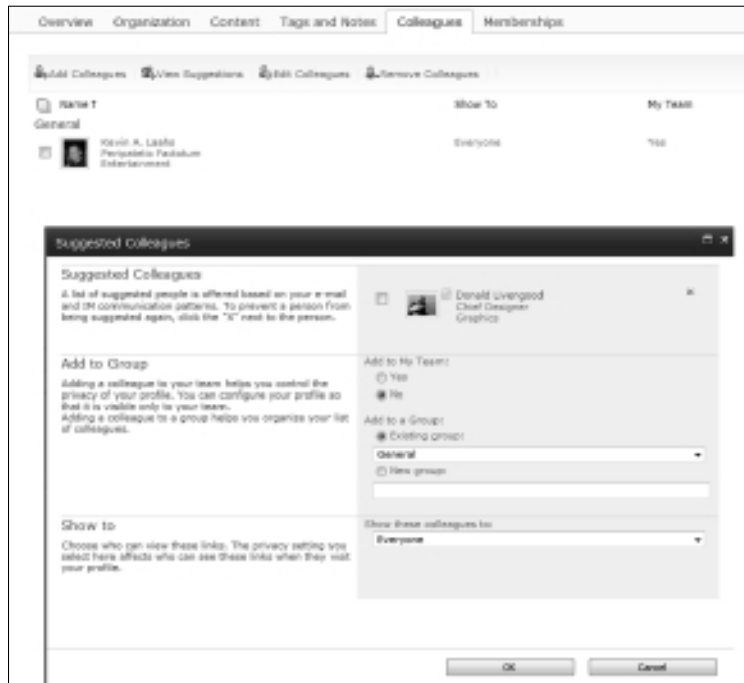 Overview Organization Content Tags and Notes Colleagues Memberships
Add Colleagues View Suggestions Edit Colleagues Remove Colleagues
Name ↑ Show To My Team
General
Kevin A. Everyone Yes
Peripatetic
Entertainment
Suggested Colleagues
Suggested Colleagues
A list of suggested people is offered based on your e-mail
and IM communication patterns. To prevent a person from
being suggested again, click the "X" next to the person.
Donald Livengood
Chief Designer
Graphics
Add to Group
Adding a colleague to your team helps you control the
privacy of your profile. You can configure your profile so
that it is visible only to your team.
Adding a colleague to a group helps you organize your list
of colleagues.
Add to My Team:
Yes
No
Add to a Group:
Existing group:
General
New group:
Show to
Choose who can view these links. The privacy setting you
select here affects who can see these links when they visit
your profile.
Show these colleagues to:
Everyone
OK Cancel